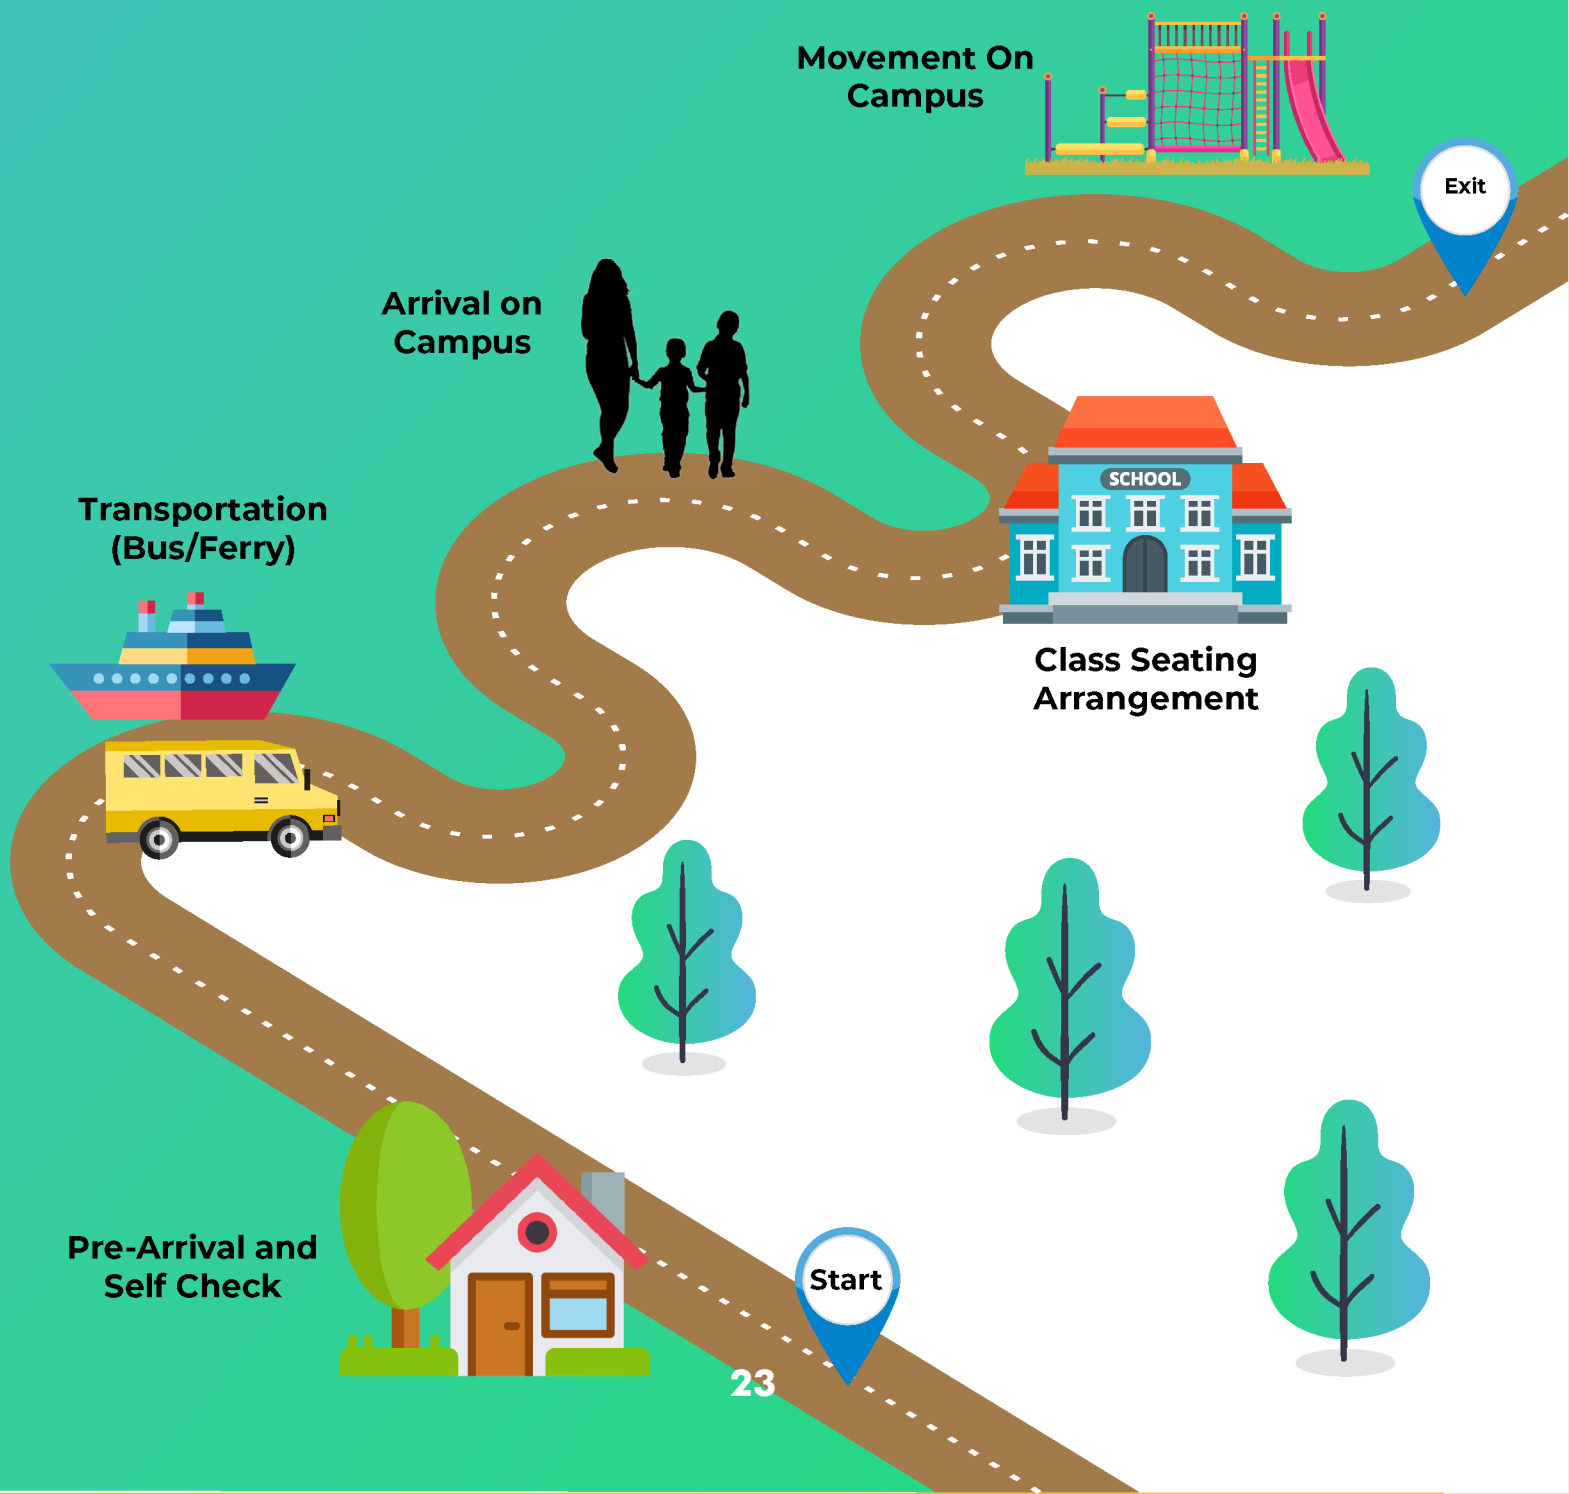 Movement On
Campus
Exit
Arrival on
Campus
SCHOOL
Transportation
(Bus/Ferry)
Class Seating
Arrangement
Pre-Arrival and
Self Check
Start
23